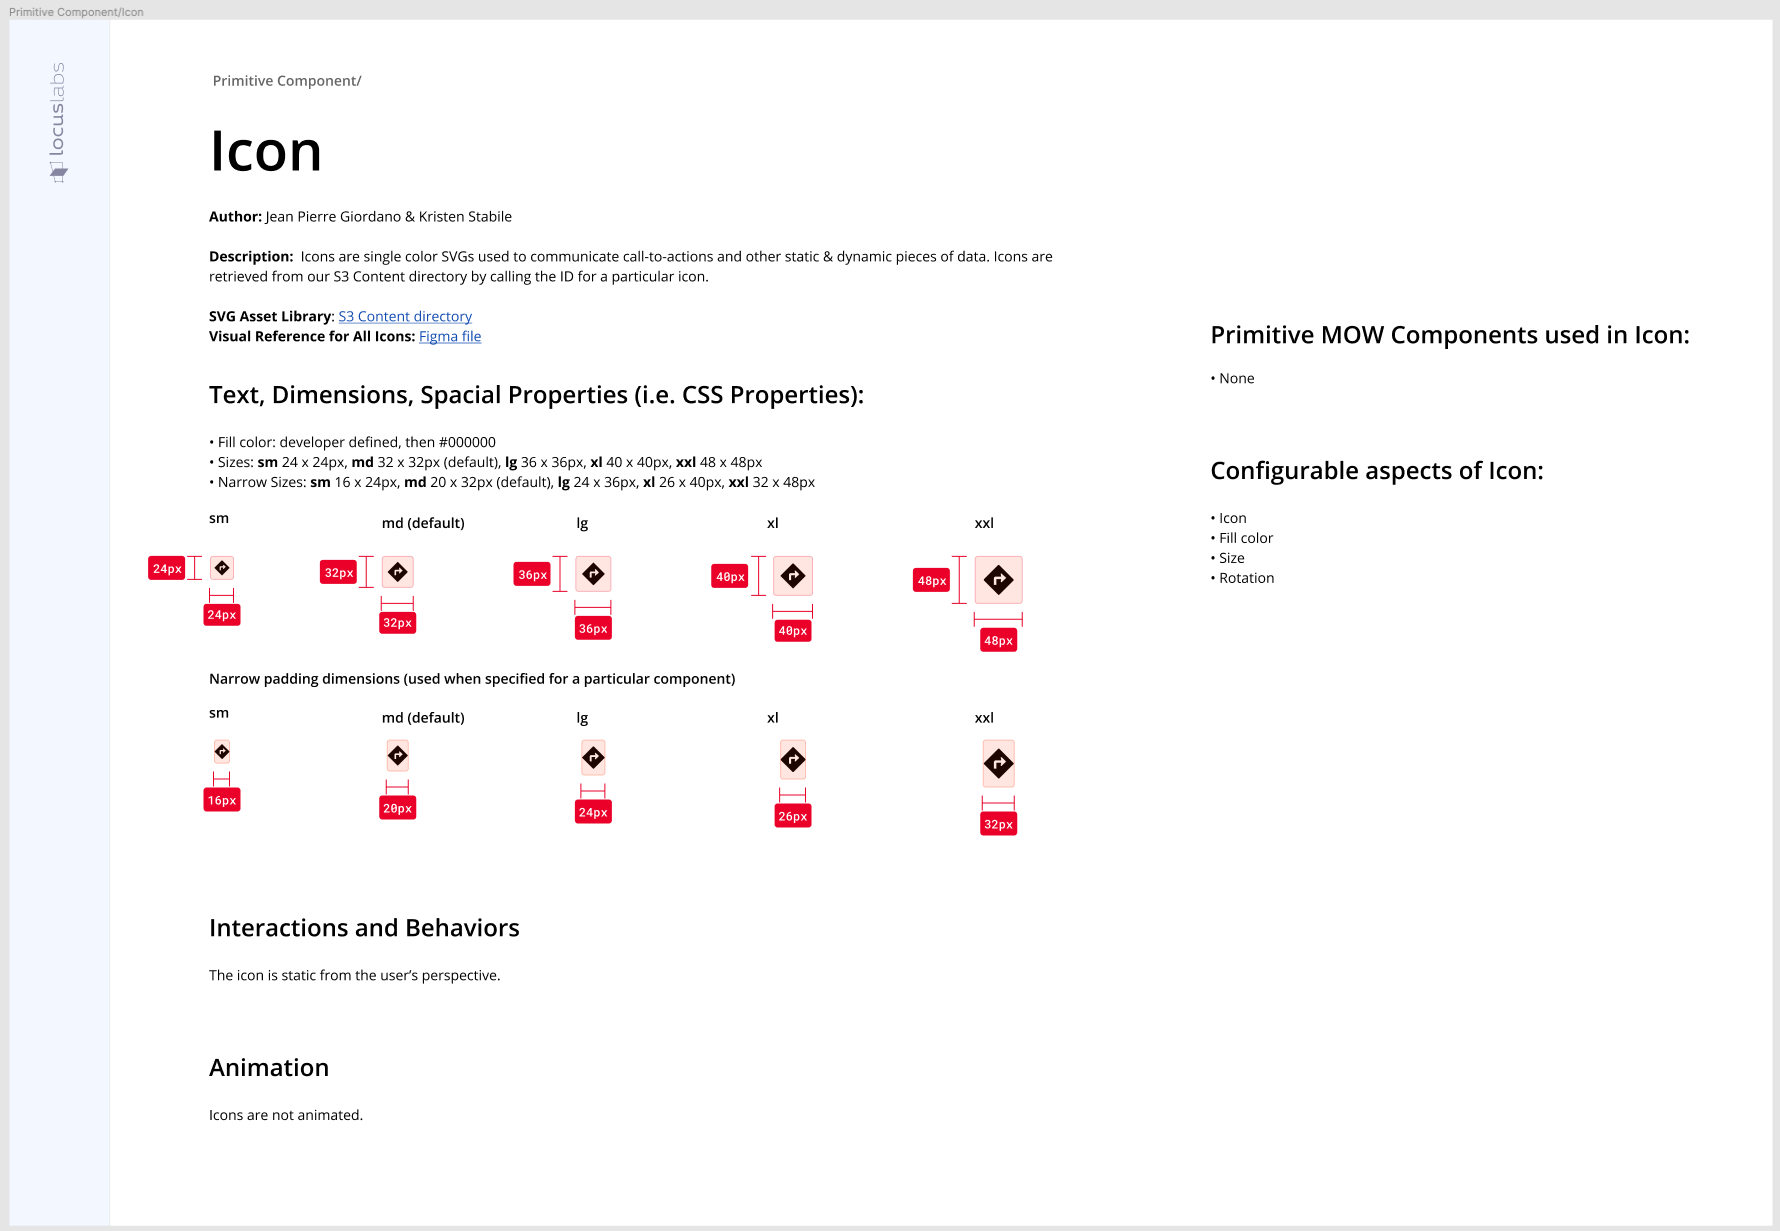 Primitive Component/Icon
locuslabs
Primitive Component/
Icon
Author: Jean Pierre Giordano & Kristen Stabile
Description:  Icons are single color SVGs used to communicate call-to-actions and other static & dynamic pieces of data. Icons are
retrieved from our S3 Content directory by calling the ID for a particular icon.
SVG Asset Library: S3 Content directory
Visual Reference for All Icons: Figma file
Text, Dimensions, Spacial Properties (i.e. CSS Properties):
• Fill color: developer defined, then #000000
• Sizes: sm 24 x 24px, md 32 x 32px (default), lg 36 x 36px, xl 40 x 40px, xxl 48 x 48px
• Narrow Sizes: sm 16 x 24px, md 20 x 32px (default), lg 24 x 36px, xl 26 x 40px, xxl 32 x 48px
sm md (default) lg xl xxl
24px 32px 36px 40px 48px
24px 32px 36px 40px 48px
Narrow padding dimensions (used when specified for a particular component)
sm md (default) lg xl xxl
16px 20px 24px 26px 32px
Interactions and Behaviors
The icon is static from the user’s perspective.
Animation
Icons are not animated.
Primitive MOW Components used in Icon:
• None
Configurable aspects of Icon:
• Icon
• Fill color
• Size
• Rotation